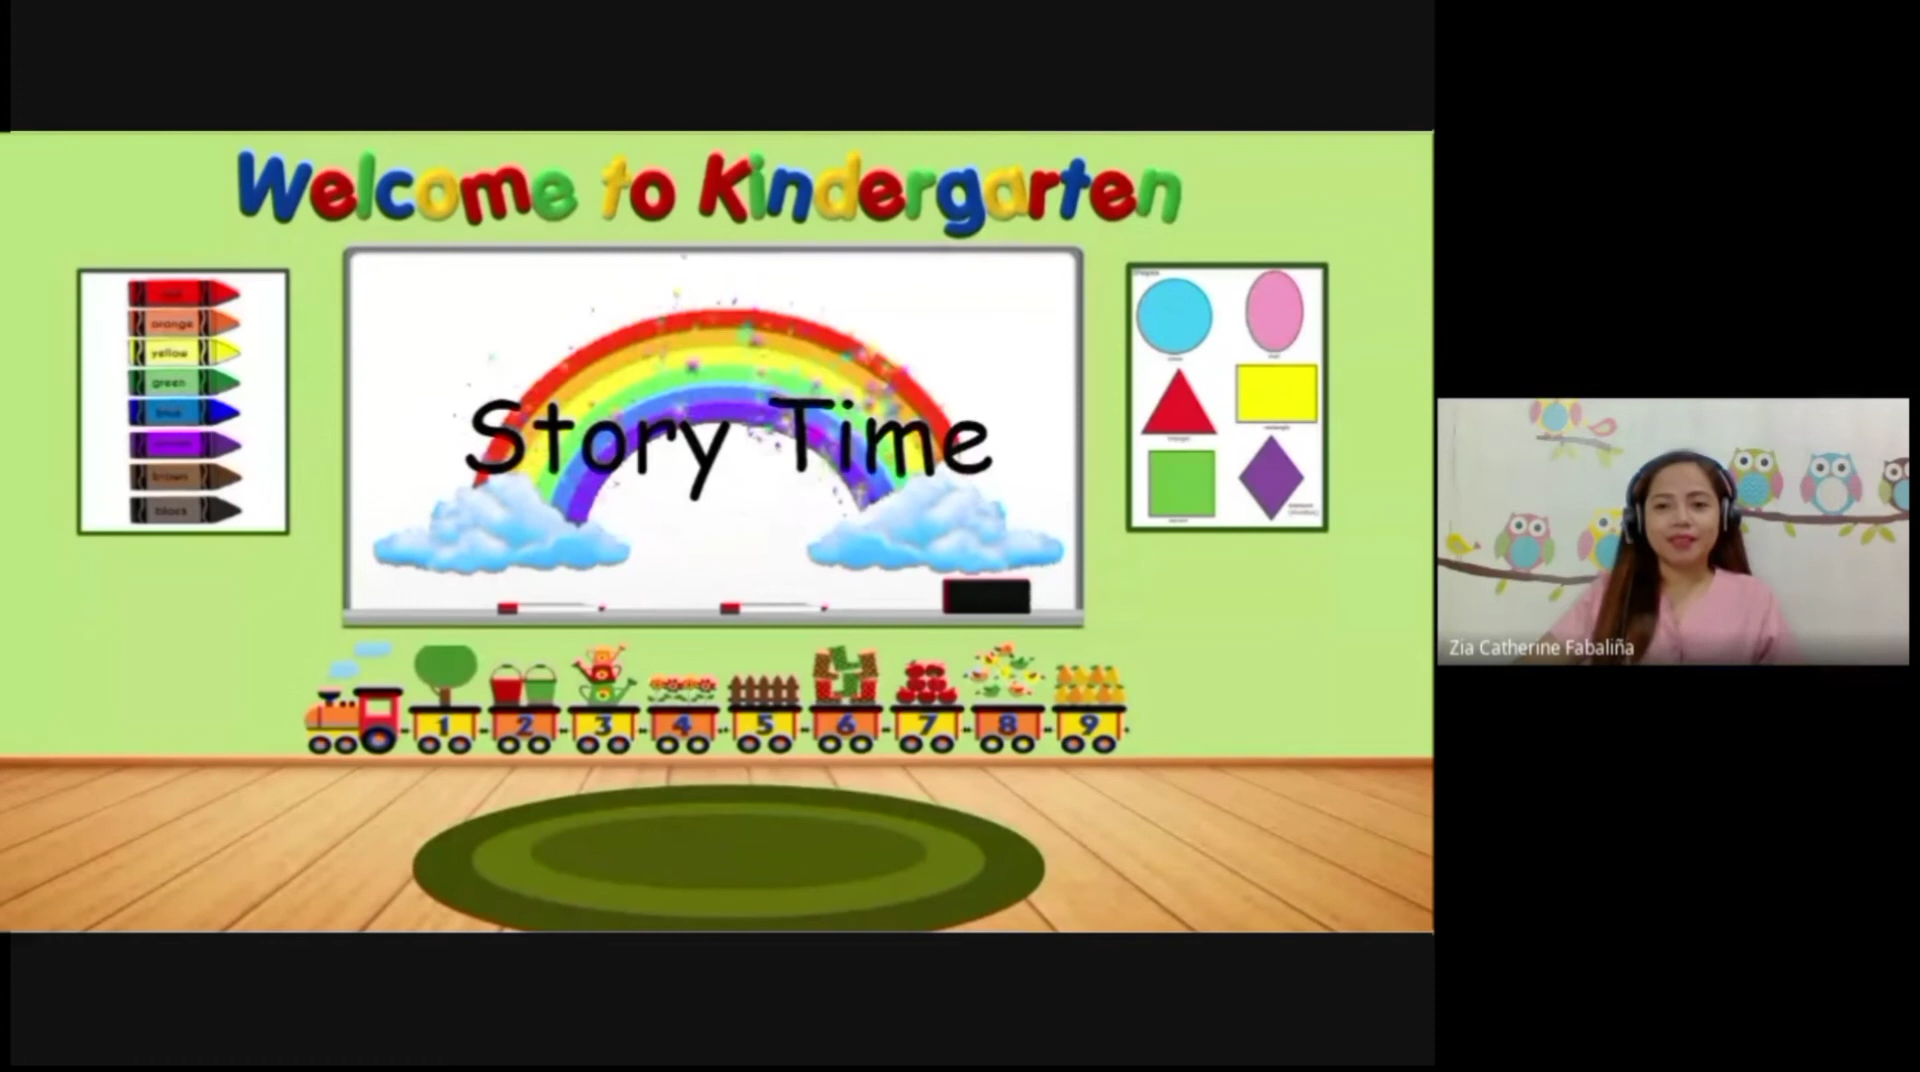 Welcome to Kindergarten
red
orange
yellow
green
blue
brown
black
Story Time
Shapes
1 2 3 4 5 6 7 8 9
Zia Catherine Fabaliña